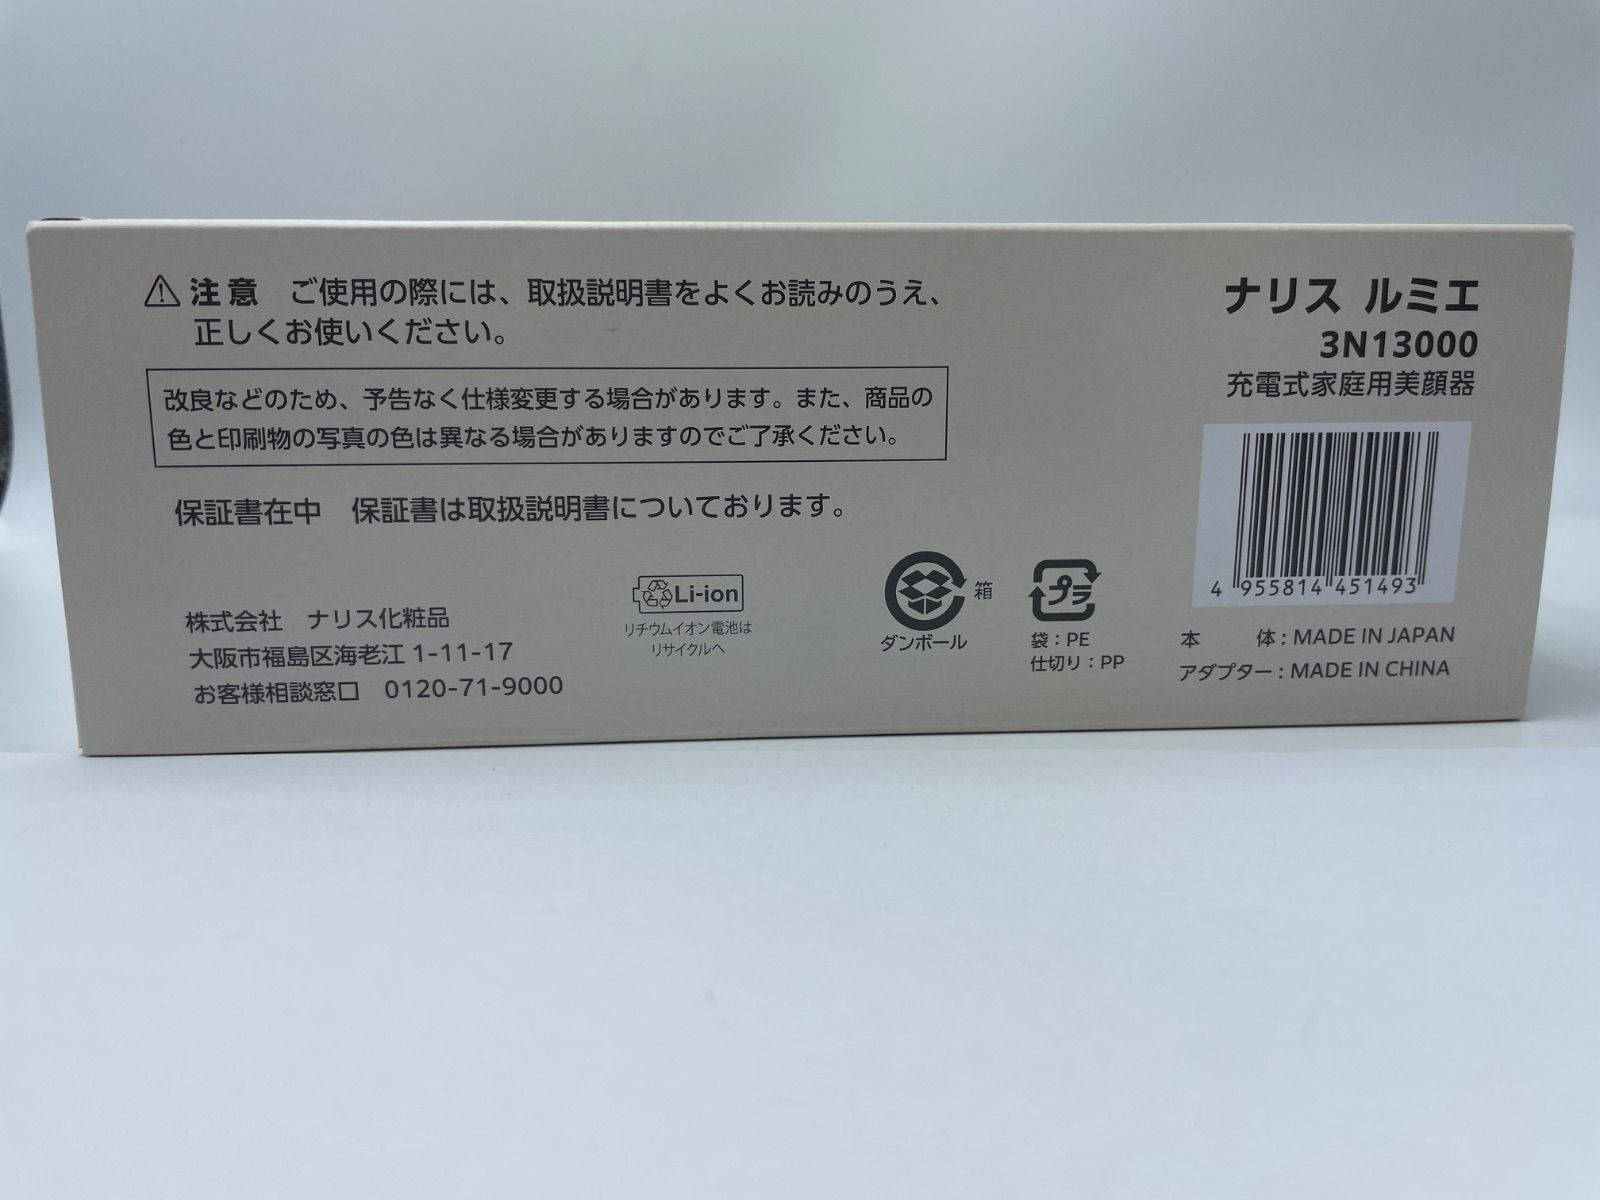 ⚠注意 ご使用の際には、取扱説明書をよくお読みのうえ、
正しくお使いください。
改良などのため、予告なく仕様変更する場合があります。また、商品の
色と印刷物の写真の色は異なる場合がありますのでご了承ください。
保証書在中 保証書は取扱説明書についております。
株式会社 ナリス化粧品
大阪市福島区海老江 1-11-17
お客様相談窓口 0120-71-9000
Li-ion
リチウムイオン電池は
リサイクルへ
箱
ダンボール
プラ
袋：PE
仕切り：PP
ナリス ルミエ
3N13000
充電式家庭用美顔器
4 955814 451493
本 体：MADE IN JAPAN
アダプター：MADE IN CHINA